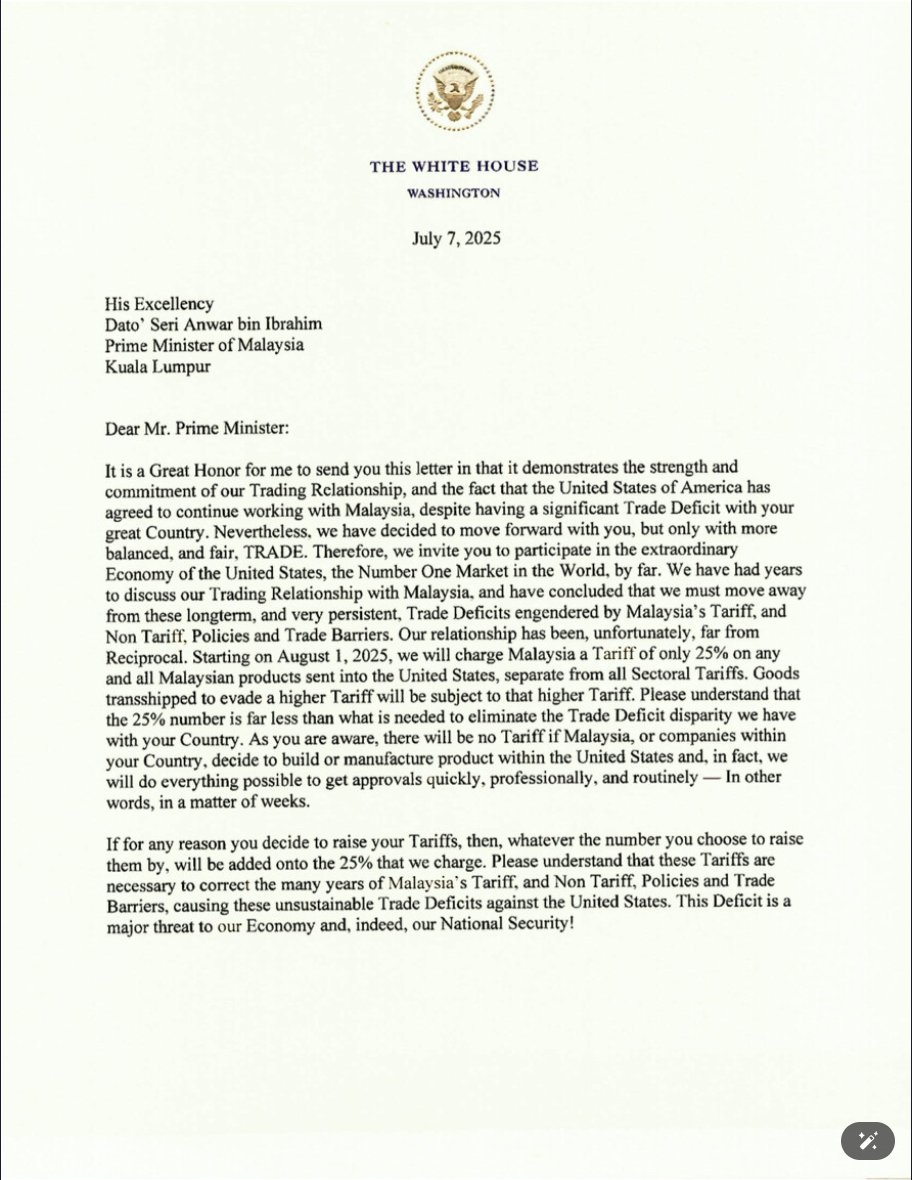 THE WHITE HOUSE
WASHINGTON
July 7, 2025
His Excellency
Dato' Seri Anwar bin Ibrahim
Prime Minister of Malaysia
Kuala Lumpur
Dear Mr. Prime Minister:
It is a Great Honor for me to send you this letter in that it demonstrates the strength and
commitment of our Trading Relationship, and the fact that the United States of America has
agreed to continue working with Malaysia, despite having a significant Trade Deficit with your
great Country. Nevertheless, we have decided to move forward with you, but only with more
balanced, and fair, TRADE. Therefore, we invite you to participate in the extraordinary
Economy of the United States, the Number One Market in the World, by far. We have had years
to discuss our Trading Relationship with Malaysia, and have concluded that we must move away
from these longterm, and very persistent, Trade Deficits engendered by Malaysia's Tariff, and
Non Tariff, Policies and Trade Barriers. Our relationship has been, unfortunately, far from
Reciprocal. Starting on August 1, 2025, we will charge Malaysia a Tariff of only 25% on any
and all Malaysian products sent into the United States, separate from all Sectoral Tariffs. Goods
transshipped to evade a higher Tariff will be subject to that higher Tariff. Please understand that
the 25% number is far less than what is needed to eliminate the Trade Deficit disparity we have
with your Country. As you are aware, there will be no Tariff if Malaysia, or companies within
your Country, decide to build or manufacture product within the United States and, in fact, we
will do everything possible to get approvals quickly, professionally, and routinely — In other
words, in a matter of weeks.
If for any reason you decide to raise your Tariffs, then, whatever the number you choose to raise
them by, will be added onto the 25% that we charge. Please understand that these Tariffs are
necessary to correct the many years of Malaysia's Tariff, and Non Tariff, Policies and Trade
Barriers, causing these unsustainable Trade Deficits against the United States. This Deficit is a
major threat to our Economy and, indeed, our National Security!